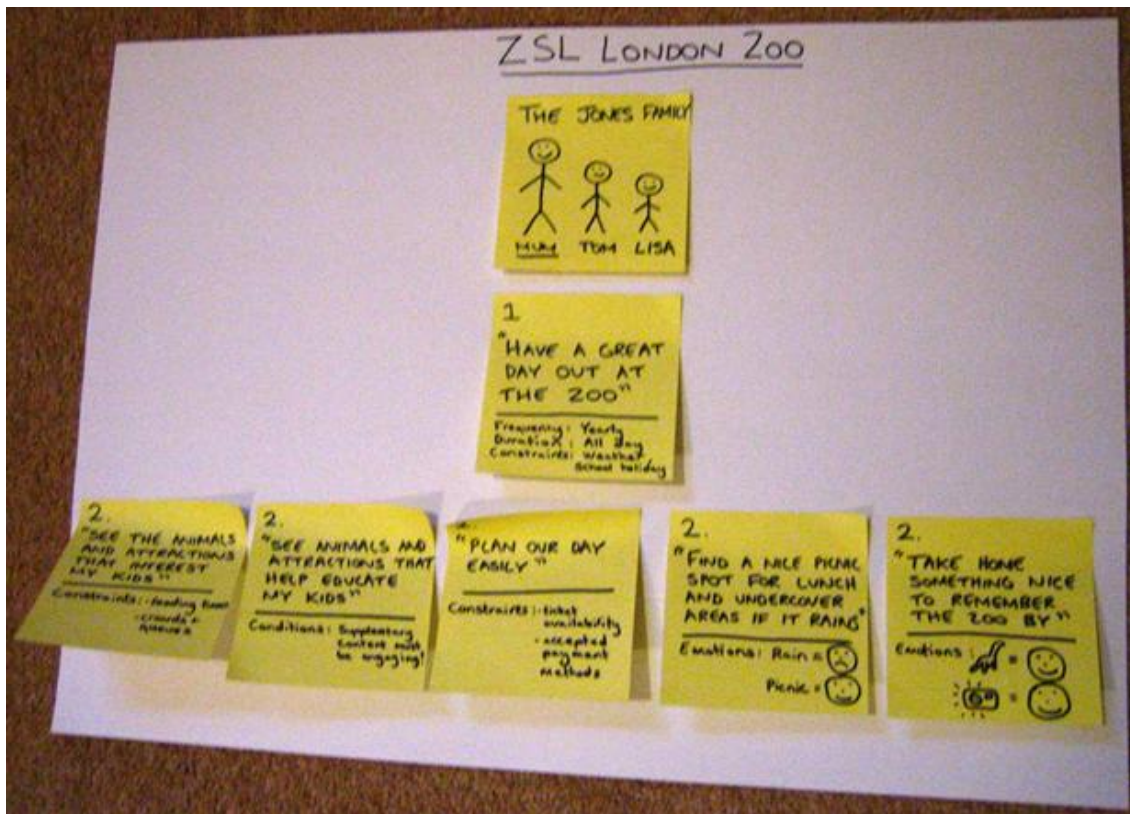 ZSL LONDON ZOO
THE JONES FAMILY
MUM TOM LISA
1
"HAVE A GREAT
DAY OUT AT
THE ZOO"
Frequency: Yearly
Duration: All day
Constraints: Weather
School holiday
2.
"SEE THE ANIMALS
AND ATTRACTIONS
THAT INTEREST
MY KIDS"
Constraints: - feeding times
- crowds +
queues
2.
"SEE ANIMALS AND
ATTRACTIONS THAT
HELP EDUCATE
MY KIDS"
Conditions: Supplementary
content must
be engaging!
2.
"PLAN OUR DAY
EASILY"
Constraints: - ticket
availability
- accepted
payment
methods
2.
"FIND A NICE PICNIC
SPOT FOR LUNCH
AND UNDERCOVER
AREAS IF IT RAINS"
Emotions: Rain =
Picnic =
2.
"TAKE HOME
SOMETHING NICE
TO REMEMBER
THE ZOO BY"
Emotions: =
=